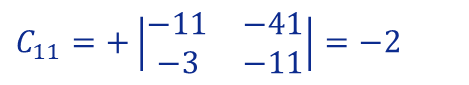 C₁₁ = + |−11 −41| = −2
|−3 −11|